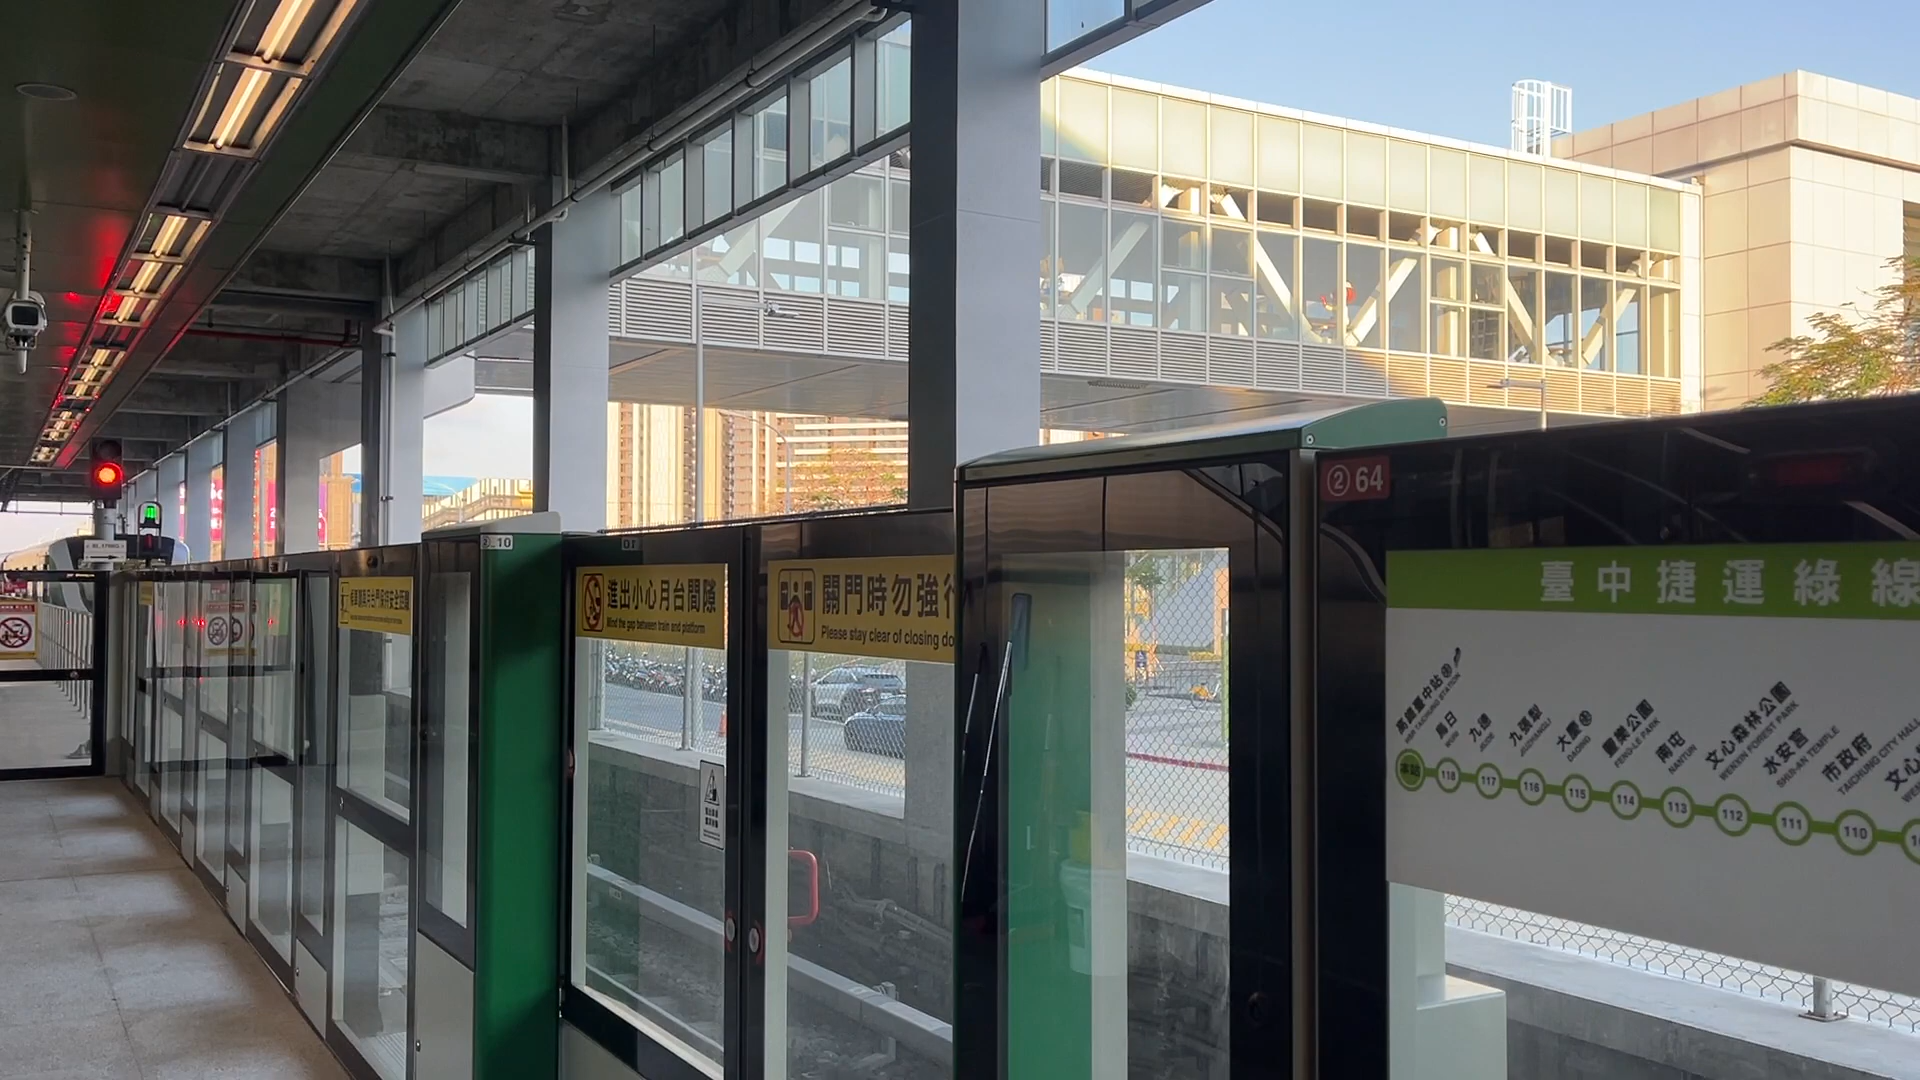 ②64
臺中捷運綠線
高鐵臺中站
HSR TAICHUNG STATION
烏日
WURI
九德
JIUDE
九張犁
JIUZHANGLI
大慶
DAQING
豐樂公園
FENG-LE PARK
南屯
NANTUN
文心森林公園
WENXIN FOREST PARK
水安宮
SHUI-AN TEMPLE
市政府
TAICHUNG CITY HALL
文心
本站
118
117
116
115
114
113
112
111
110
進出小心月台間隙
Mind the gap between train and platform
關門時勿強行
Please stay clear of closing do
10
01